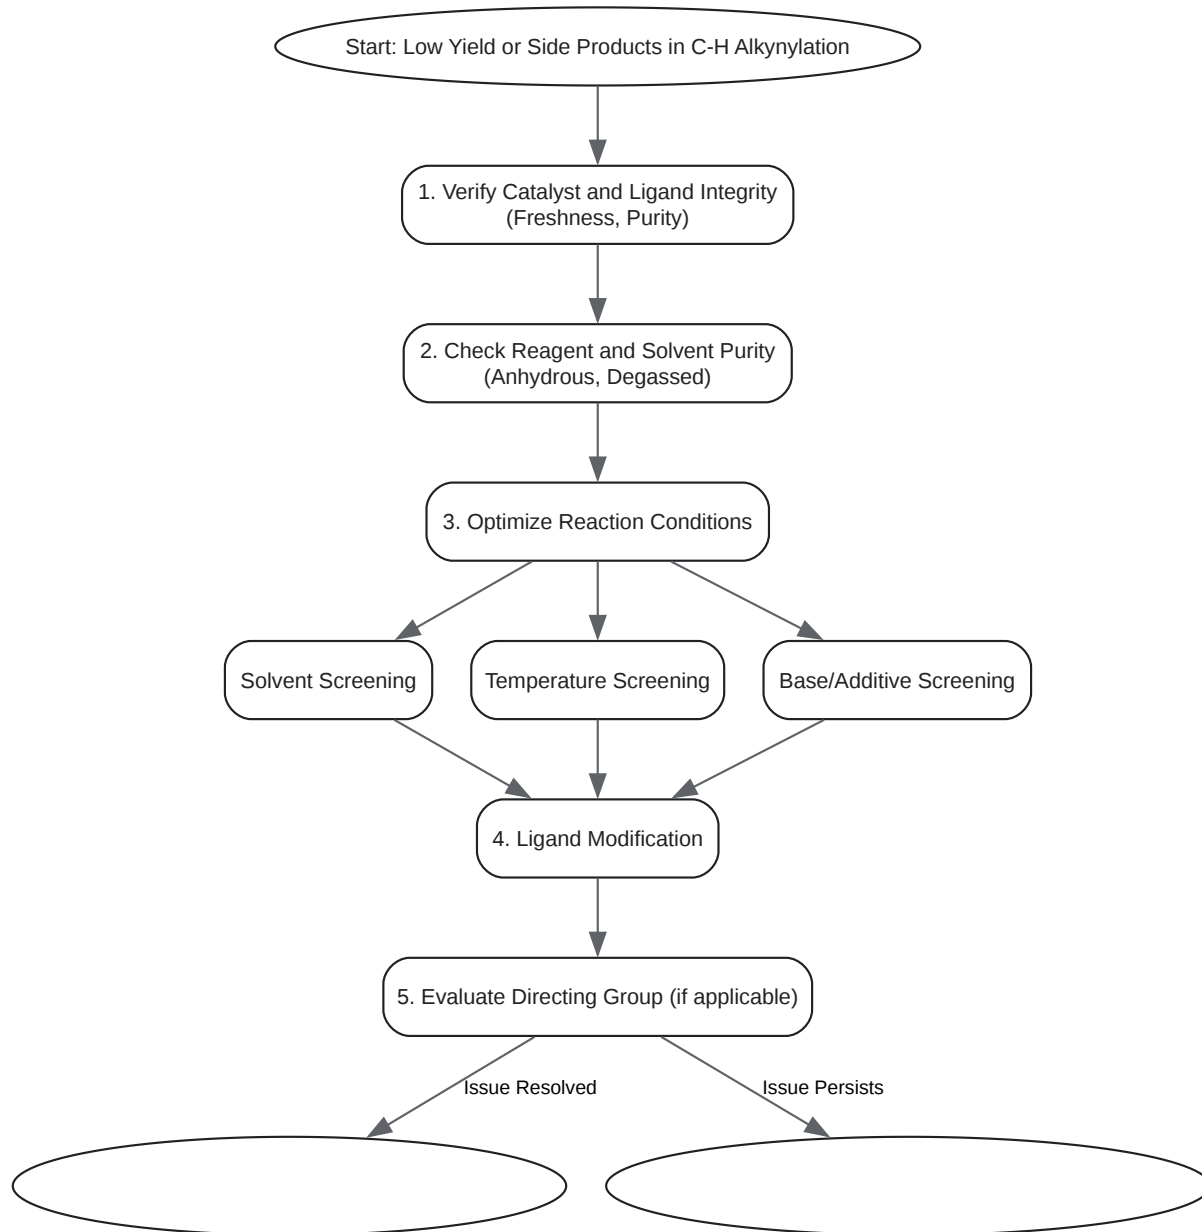 Start: Low Yield or Side Products in C-H Alkynylation
1. Verify Catalyst and Ligand Integrity
(Freshness, Purity)
2. Check Reagent and Solvent Purity
(Anhydrous, Degassed)
3. Optimize Reaction Conditions
Solvent Screening
Temperature Screening
Base/Additive Screening
4. Ligand Modification
5. Evaluate Directing Group (if applicable)
Issue Resolved
Issue Persists